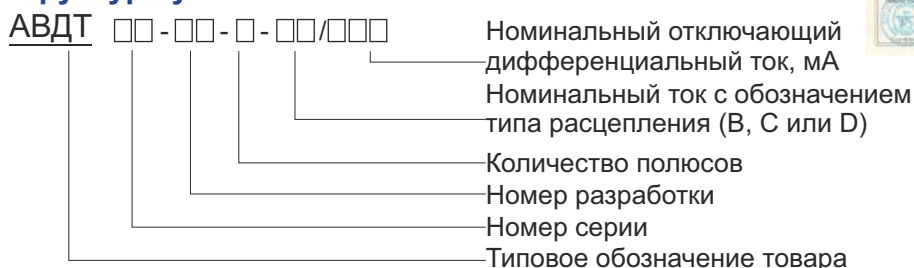 АВДТ □□-□□-□-□□/□□□
Номинальный отключающий
дифференциальный ток, мА
Номинальный ток с обозначением
типа расцепления (B, C или D)
Количество полюсов
Номер разработки
Номер серии
Типовое обозначение товара